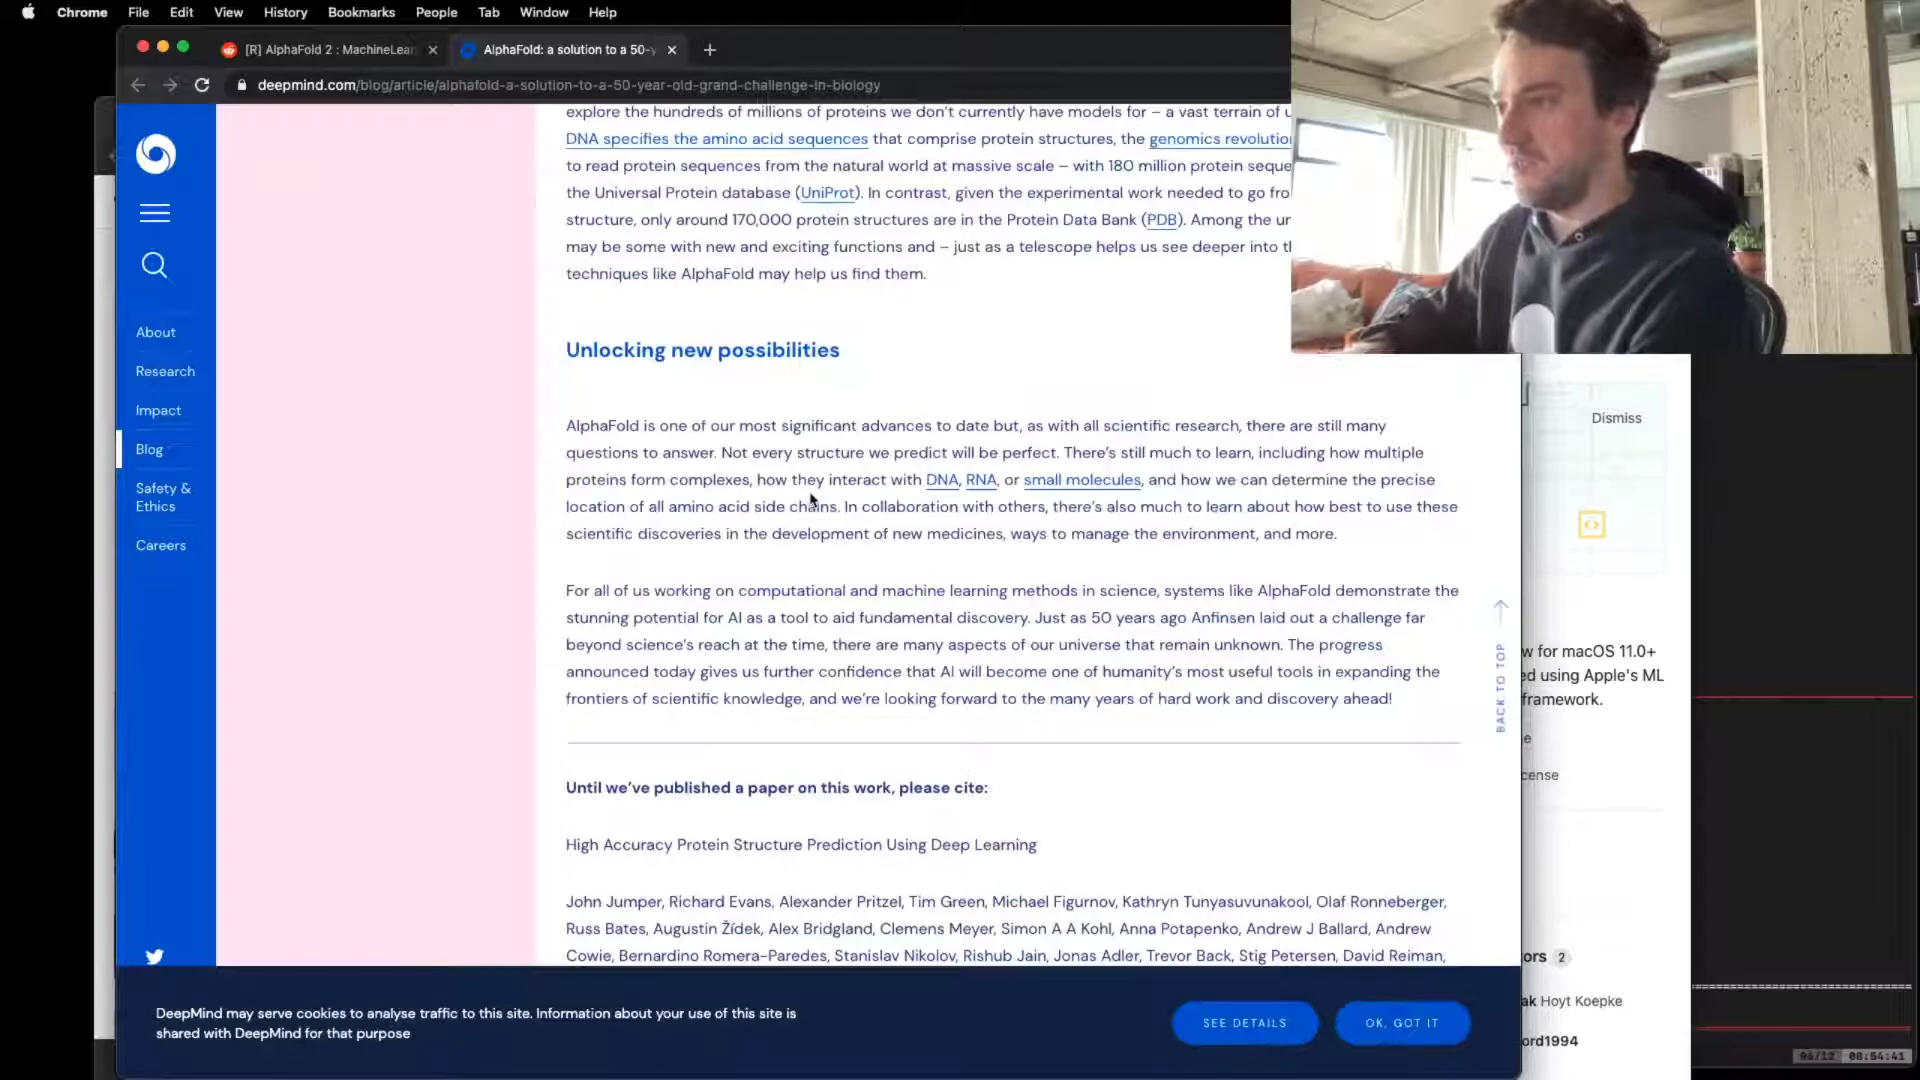 Chrome File Edit View History Bookmarks People Tab Window Help
[R] AlphaFold 2 : MachineLear
AlphaFold: a solution to a 50-y
deepmind.com/blog/article/alphafold-a-solution-to-a-50-year-old-grand-challenge-in-biology
About
Research
Impact
Blog
Safety &
Ethics
Careers
explore the hundreds of millions of proteins we don't currently have models for – a vast terrain of
DNA specifies the amino acid sequences that comprise protein structures, the genomics revolution
to read protein sequences from the natural world at massive scale – with 180 million protein seque
the Universal Protein database (UniProt). In contrast, given the experimental work needed to go fro
structure, only around 170,000 protein structures are in the Protein Data Bank (PDB). Among the
may be some with new and exciting functions and – just as a telescope helps us see deeper into
techniques like AlphaFold may help us find them.
Unlocking new possibilities
AlphaFold is one of our most significant advances to date but, as with all scientific research, there are still many
questions to answer. Not every structure we predict will be perfect. There's still much to learn, including how multiple
proteins form complexes, how they interact with DNA, RNA, or small molecules, and how we can determine the precise
location of all amino acid side chains. In collaboration with others, there's also much to learn about how best to use these
scientific discoveries in the development of new medicines, ways to manage the environment, and more.
For all of us working on computational and machine learning methods in science, systems like AlphaFold demonstrate the
stunning potential for AI as a tool to aid fundamental discovery. Just as 50 years ago Anfinsen laid out a challenge far
beyond science's reach at the time, there are many aspects of our universe that remain unknown. The progress
announced today gives us further confidence that AI will become one of humanity's most useful tools in expanding the
frontiers of scientific knowledge, and we're looking forward to the many years of hard work and discovery ahead!
Until we've published a paper on this work, please cite:
High Accuracy Protein Structure Prediction Using Deep Learning
John Jumper, Richard Evans, Alexander Pritzel, Tim Green, Michael Figurnov, Kathryn Tunyasuvunakool, Olaf Ronneberger,
Russ Bates, Augustin Žídek, Alex Bridgland, Clemens Meyer, Simon A A Kohl, Anna Potapenko, Andrew J Ballard, Andrew
Cowie, Bernardino Romera-Paredes, Stanislav Nikolov, Rishub Jain, Jonas Adler, Trevor Back, Stig Petersen, David Reiman,
BACK TO TOP
DeepMind may serve cookies to analyse traffic to this site. Information about your use of this site is
shared with DeepMind for that purpose
SEE DETAILS
OK, GOT IT
Dismiss
w for macOS 11.0+
ed using Apple's ML
framework.
e
cense
ors 2
ak Hoyt Koepke
ord1994
08:54:41